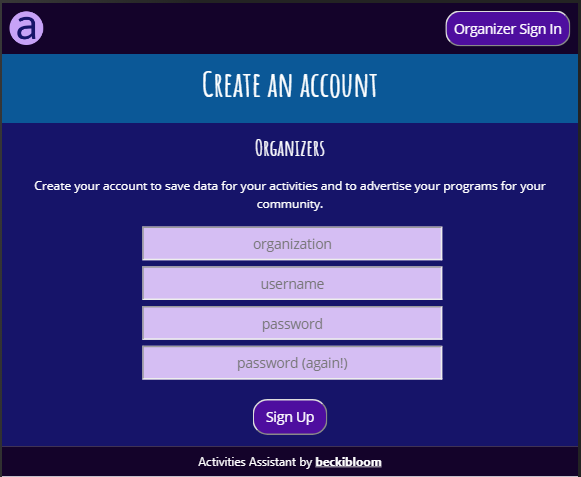 a
Organizer Sign In
Create an account
Organizers
Create your account to save data for your activities and to advertise your programs for your
community.
organization
username
password
password (again!)
Sign Up
Activities Assistant by beckibloom